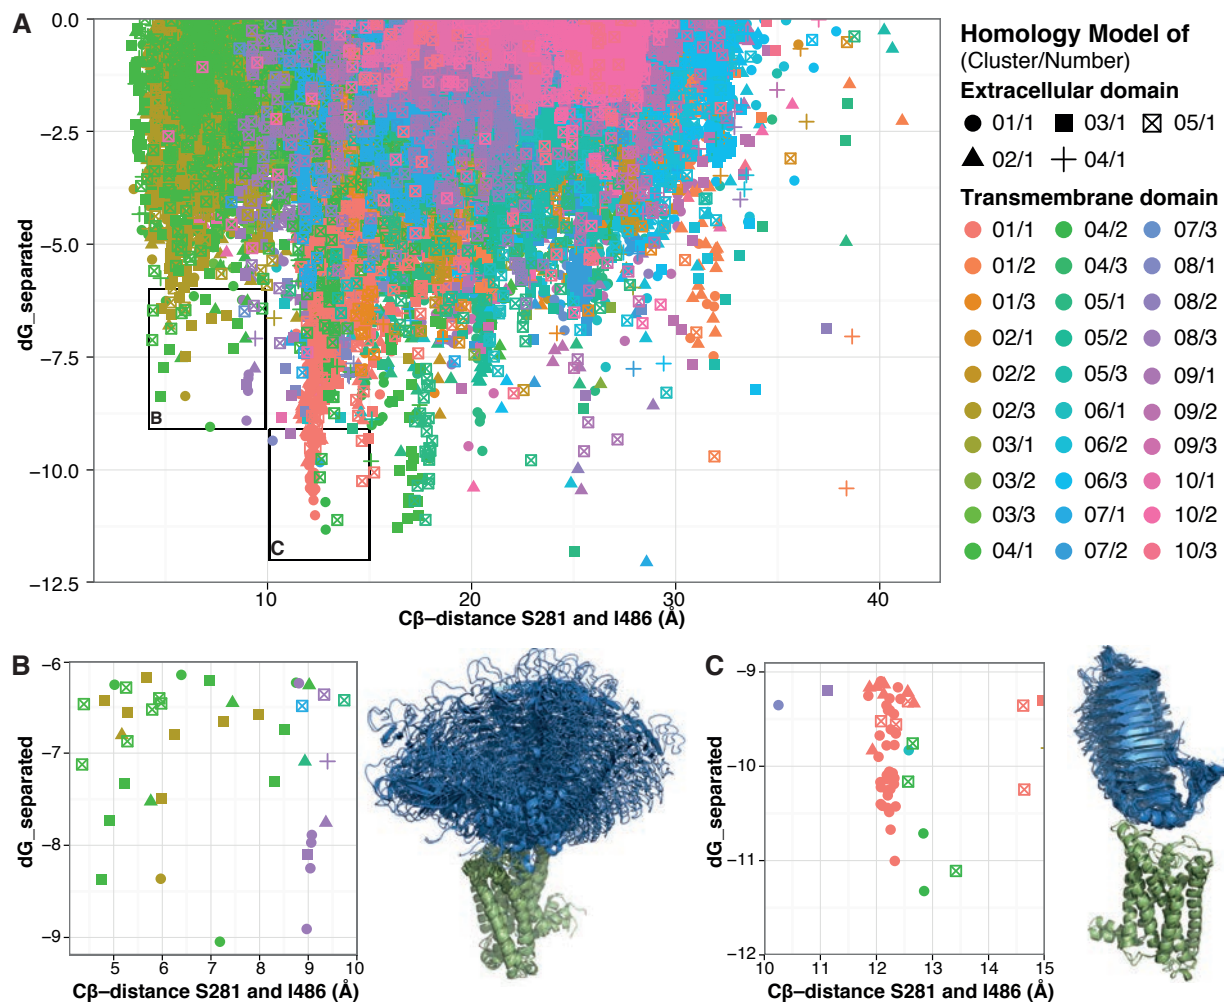 A
0.0
−2.5
−5.0
−7.5
−10.0
−12.5
dG_separated
B
C
10
20
30
40
Cβ−distance S281 and I486 (Å)
Homology Model of
(Cluster/Number)
Extracellular domain
01/1 03/1 05/1
02/1 04/1
Transmembrane domain
01/1 04/2 07/3
01/2 04/3 08/1
01/3 05/1 08/2
02/1 05/2 08/3
02/2 05/3 09/1
02/3 06/1 09/2
03/1 06/2 09/3
03/2 06/3 10/1
03/3 07/1 10/2
04/1 07/2 10/3
B
−6
−7
−8
−9
dG_separated
5 6 7 8 9 10
Cβ−distance S281 and I486 (Å)
C
−9
−10
−11
−12
dG_separated
10 11 12 13 14 15
Cβ−distance S281 and I486 (Å)